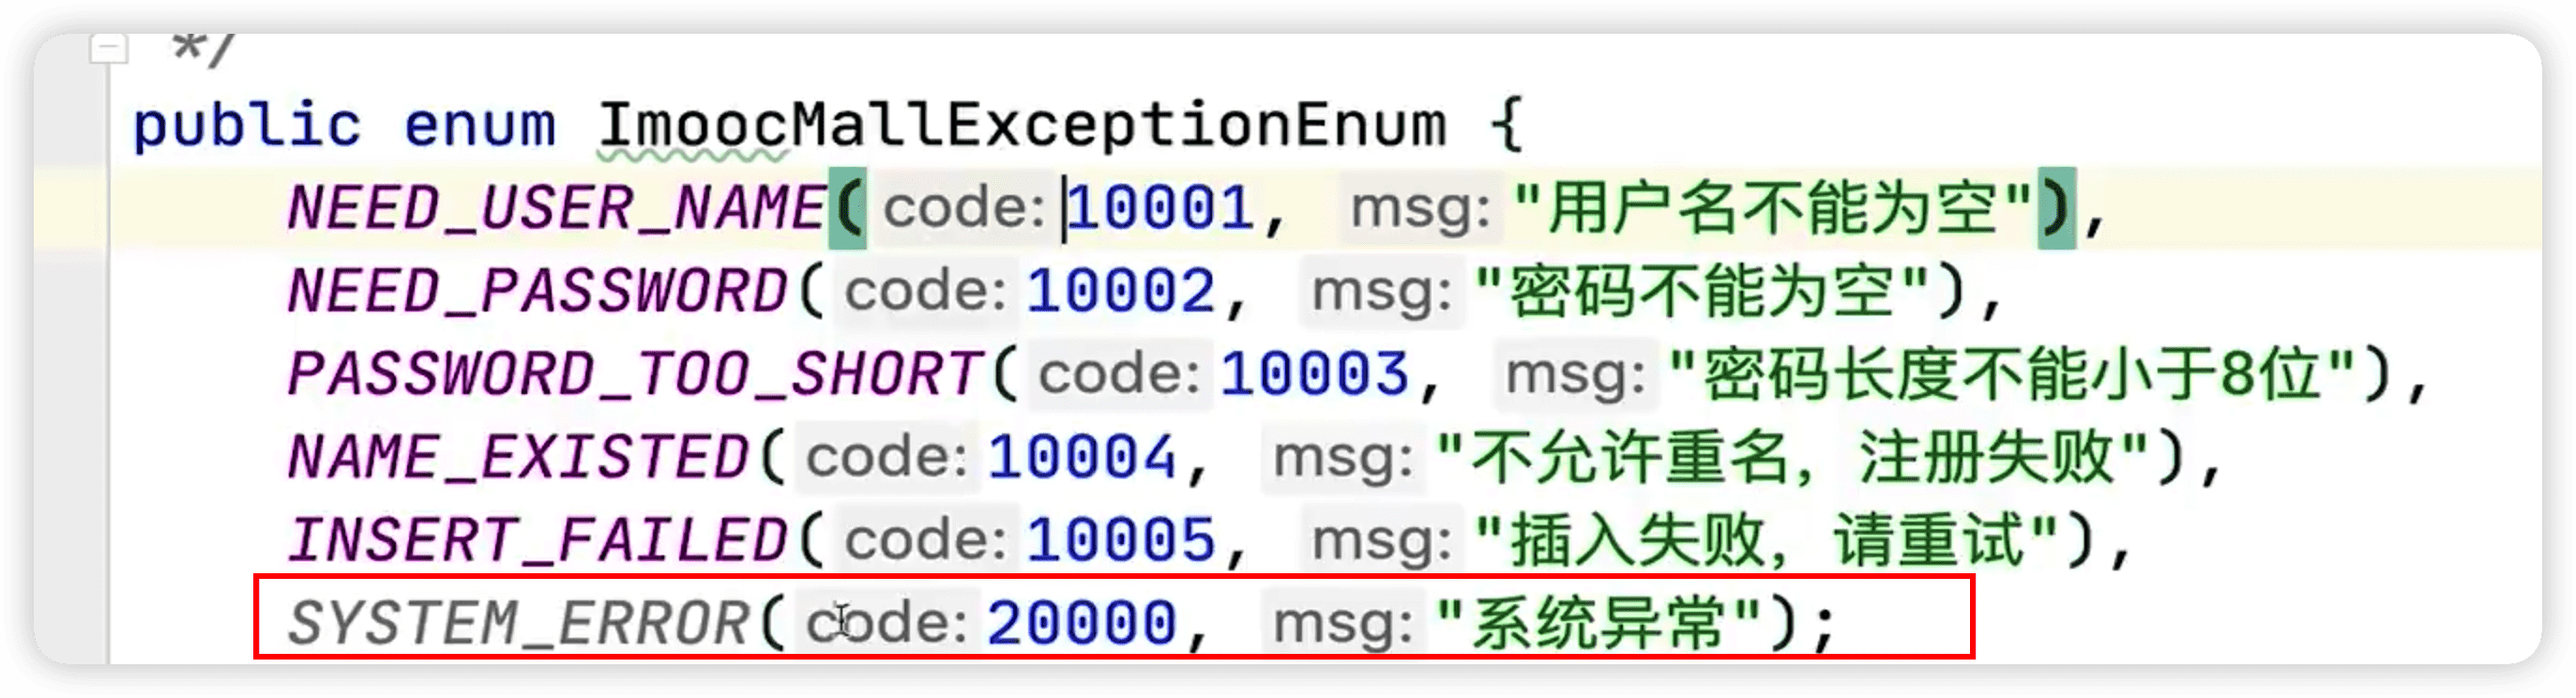 */
public enum ImoocMallExceptionEnum {
NEED_USER_NAME( code: 10001, msg: "用户名不能为空"),
NEED_PASSWORD( code: 10002, msg: "密码不能为空"),
PASSWORD_TOO_SHORT( code: 10003, msg: "密码长度不能小于8位"),
NAME_EXISTED( code: 10004, msg: "不允许重名，注册失败"),
INSERT_FAILED( code: 10005, msg: "插入失败，请重试"),
SYSTEM_ERROR( code: 20000, msg: "系统异常");